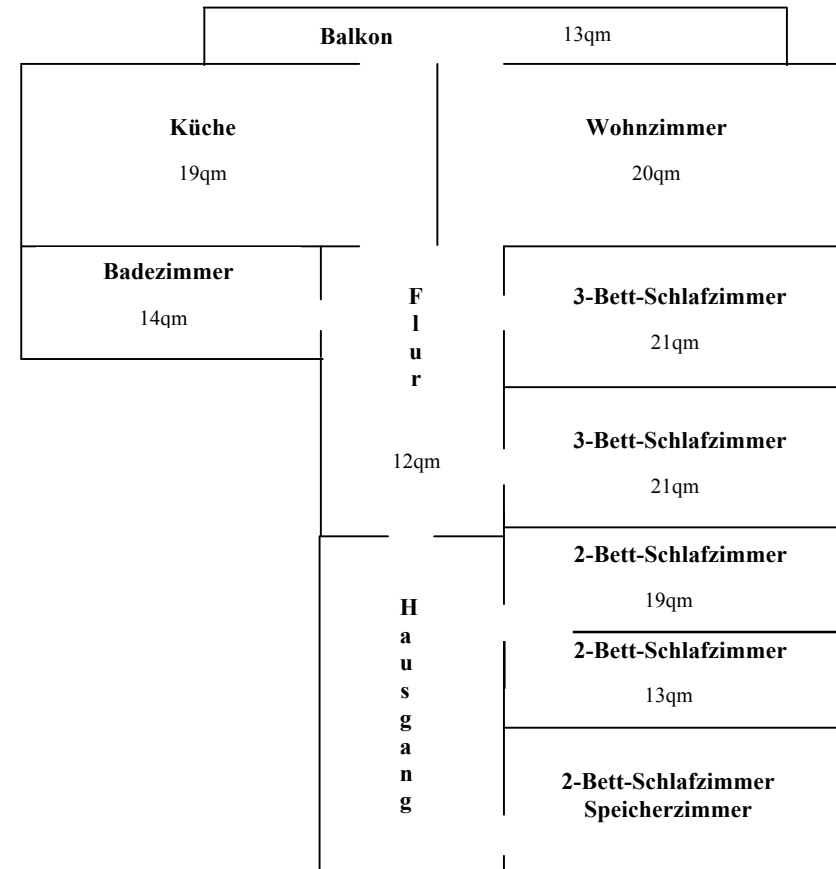 Balkon 13qm
Küche
19qm
Wohnzimmer
20qm
Badezimmer
14qm
F
l
u
r
12qm
3-Bett-Schlafzimmer
21qm
3-Bett-Schlafzimmer
21qm
2-Bett-Schlafzimmer
19qm
H
a
u
s
g
a
n
g
2-Bett-Schlafzimmer
13qm
2-Bett-Schlafzimmer
Speicherzimmer